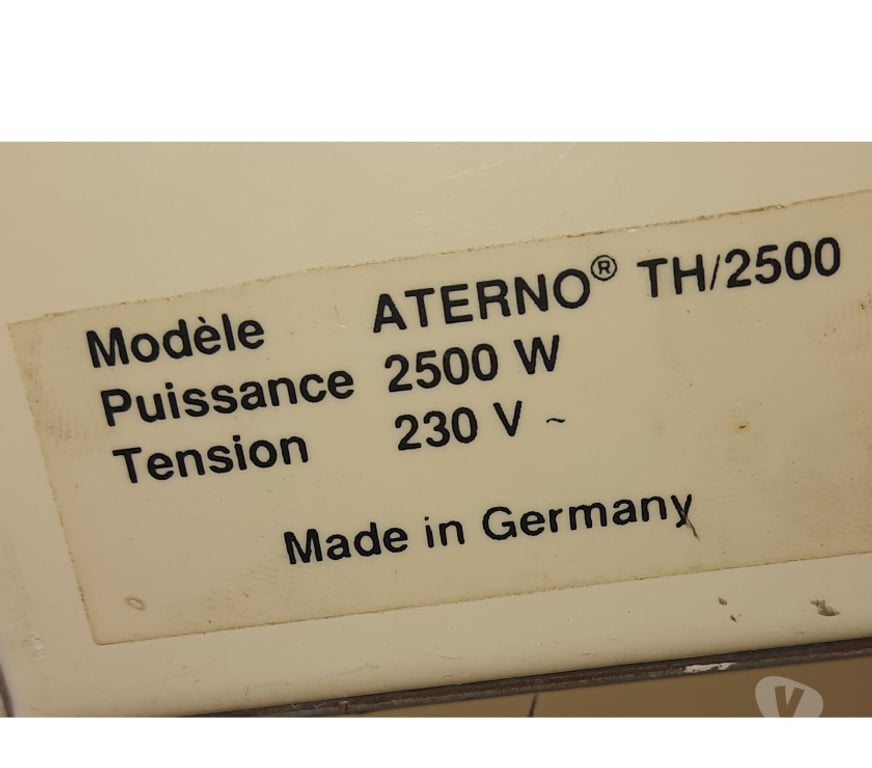 Modèle ATERNO® TH/2500
Puissance 2500 W
Tension 230 V ~
Made in Germany
V